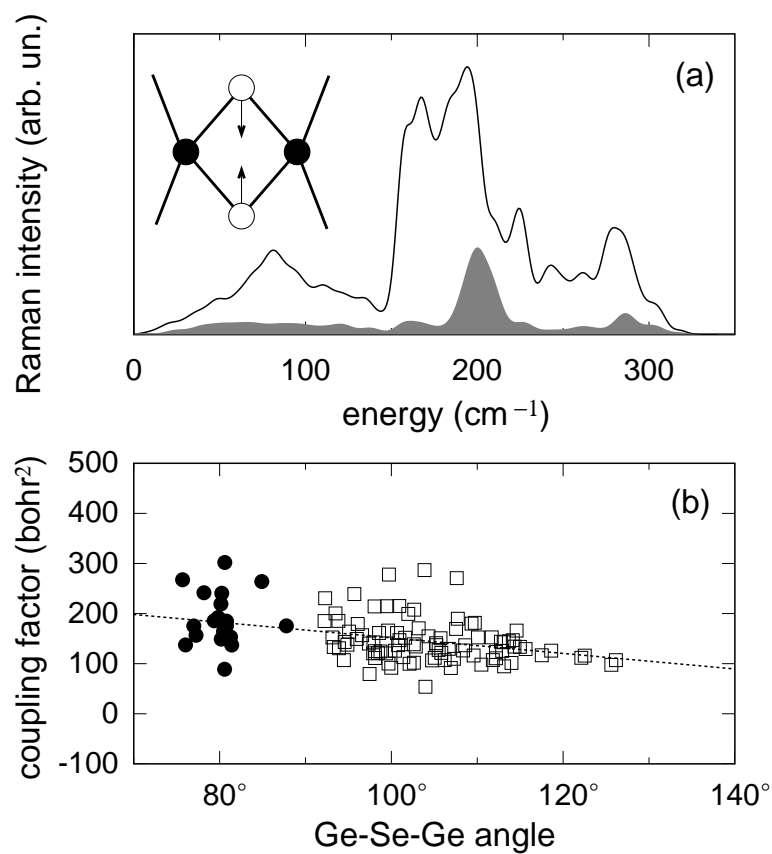 Raman intensity (arb. un.)
(a)
0 100 200 300
energy (cm⁻¹)
coupling factor (bohr²)
500
400
300
200
100
0
-100
(b)
80° 100° 120° 140°
Ge-Se-Ge angle